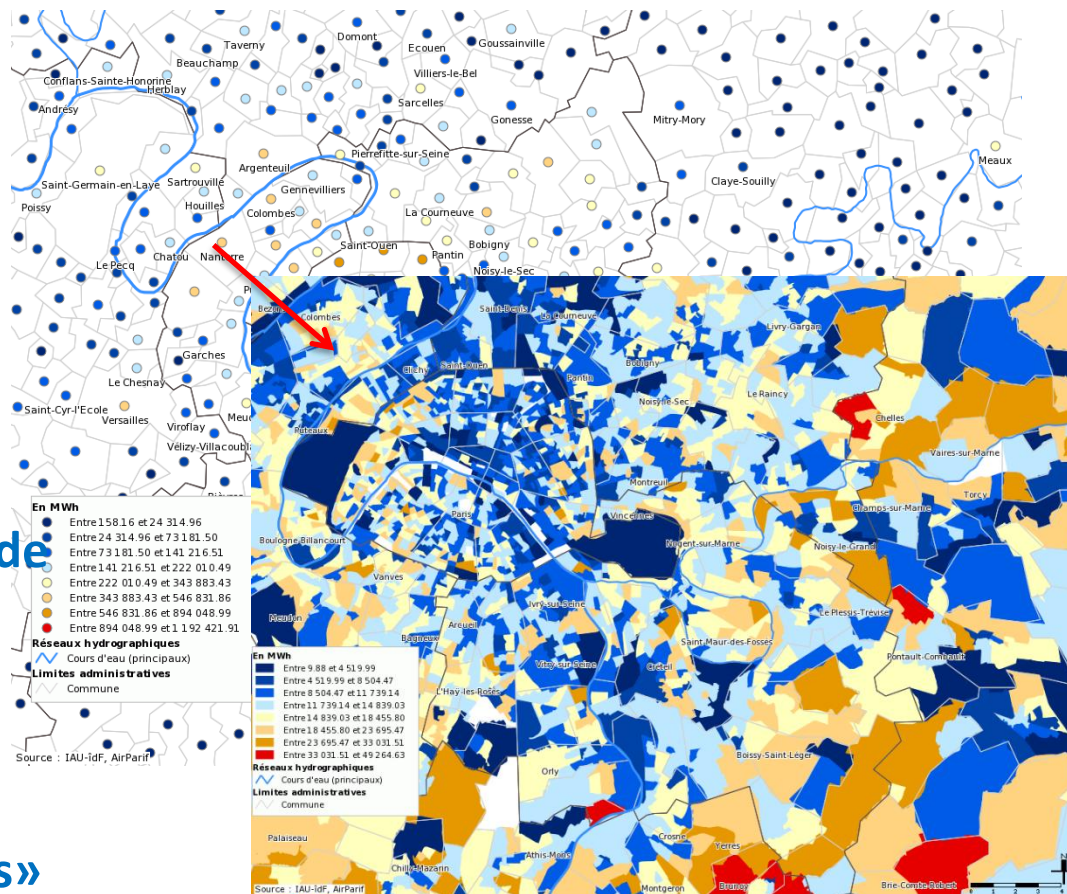 Taverny
Domont
Ecouen
Goussainville
Beauchamp
Conflans-Sainte-Honorine
Herblay
Villiers-le-Bel
Andrésy
Sarcelles
Gonesse
Mitry-Mory
Pierrefitte-sur-Seine
Argenteuil
Meaux
Saint-Germain-en-Laye
Sartrouville
Gennevilliers
Claye-Souilly
Poissy
Houilles
Colombes
La Courneuve
Saint-Ouen
Bobigny
Le Pecq
Chatou
Nanterre
Pantin
Noisy-le-Sec
Garches
Le Chesnay
Saint-Cyr-l'Ecole
Versailles
Viroflay
Vélizy-Villacoubl
En MWh
Entre 158.16 et 24 314.96
Entre 24 314.96 et 73 181.50
Entre 73 181.50 et 141 216.51
Entre 141 216.51 et 222 010.49
Entre 222 010.49 et 343 883.43
Entre 343 883.43 et 546 831.86
Entre 546 831.86 et 894 048.99
Entre 894 048.99 et 1 192 421.91
Réseaux hydrographiques
Cours d'eau (principaux)
Limites administratives
Commune
Source : IAU-îdF, AirParif
de
s»
Colombes
Saint-Denis
La Courneuve
Livry-Gargan
Clichy
Saint-Ouen
Bobigny
Pantin
Noisy-le-Sec
Le Raincy
Chelles
Puteaux
Vaires-sur-Marne
Montreuil
Torcy
Paris
Vincennes
Champs-sur-Marne
Boulogne-Billancourt
Nogent-sur-Marne
Noisy-le-Grand
Vanves
Ivry-sur-Seine
Le Plessis-Trévise
Meudon
Arcueil
Bagneux
Saint-Maur-des-Fossés
Vitry-sur-Seine
Créteil
Pontault-Combault
L'Haÿ-les-Roses
Boissy-Saint-Léger
Orly
Crosne
Palaiseau
Yerres
Athis-Mons
Chilly-Mazarin
Montgeron
Brunoy
Brie-Comte-Robert
En MWh
Entre 9.88 et 4 519.99
Entre 4 519.99 et 8 504.47
Entre 8 504.47 et 11 739.14
Entre 11 739.14 et 14 839.03
Entre 14 839.03 et 18 455.80
Entre 18 455.80 et 23 695.47
Entre 23 695.47 et 33 031.51
Entre 33 031.51 et 49 264.63
Réseaux hydrographiques
Cours d'eau (principaux)
Limites administratives
Commune
Source : IAU-îdF, AirParif
N